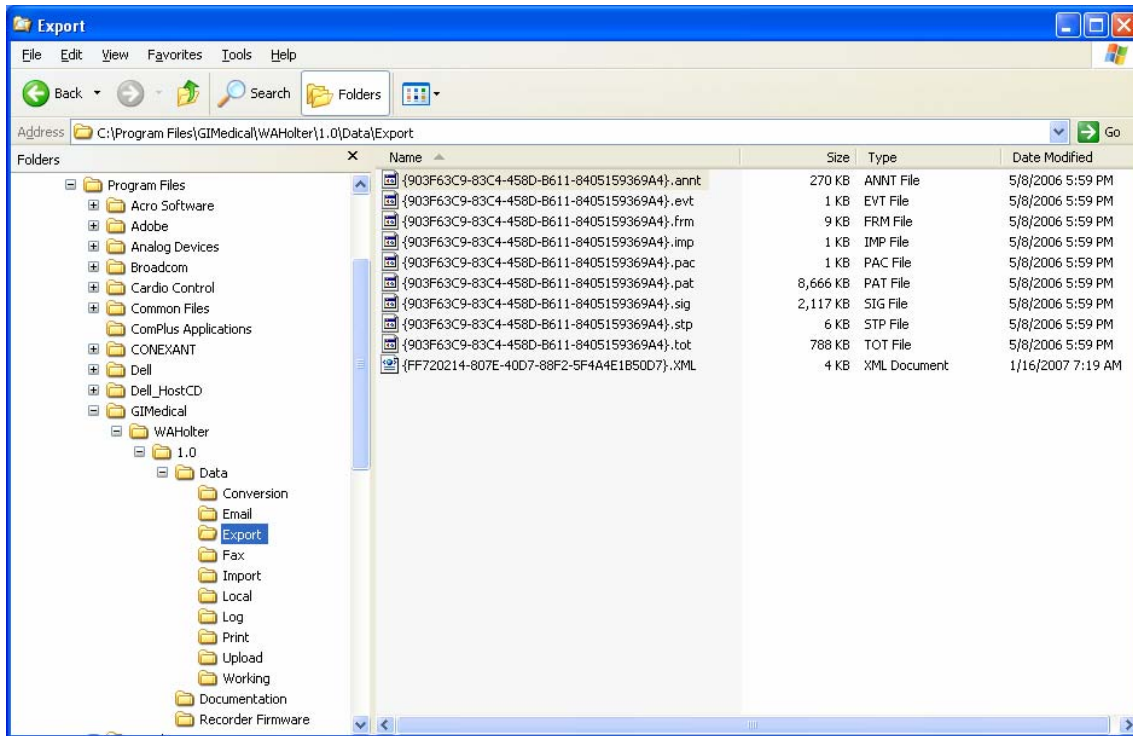 Export
File Edit View Favorites Tools Help
Back Search Folders
Address C:\Program Files\GIMedical\WAHolter\1.0\Data\Export Go
Folders
Program Files
Acro Software
Adobe
Analog Devices
Broadcom
Cardio Control
Common Files
ComPlus Applications
CONEXANT
Dell
Dell_HostCD
GIMedical
WAHolter
1.0
Data
Conversion
Email
Export
Fax
Import
Local
Log
Print
Upload
Working
Documentation
Recorder Firmware
Name Size Type Date Modified
{903F63C9-83C4-458D-B611-8405159369A4}.annt 270 KB ANNT File 5/8/2006 5:59 PM
{903F63C9-83C4-458D-B611-8405159369A4}.evt 1 KB EVT File 5/8/2006 5:59 PM
{903F63C9-83C4-458D-B611-8405159369A4}.frm 9 KB FRM File 5/8/2006 5:59 PM
{903F63C9-83C4-458D-B611-8405159369A4}.imp 1 KB IMP File 5/8/2006 5:59 PM
{903F63C9-83C4-458D-B611-8405159369A4}.pac 1 KB PAC File 5/8/2006 5:59 PM
{903F63C9-83C4-458D-B611-8405159369A4}.pat 8,666 KB PAT File 5/8/2006 5:59 PM
{903F63C9-83C4-458D-B611-8405159369A4}.sig 2,117 KB SIG File 5/8/2006 5:59 PM
{903F63C9-83C4-458D-B611-8405159369A4}.stp 6 KB STP File 5/8/2006 5:59 PM
{903F63C9-83C4-458D-B611-8405159369A4}.tot 788 KB TOT File 5/8/2006 5:59 PM
{FF720214-807E-40D7-88F2-5F4A4E1B50D7}.XML 4 KB XML Document 1/16/2007 7:19 AM